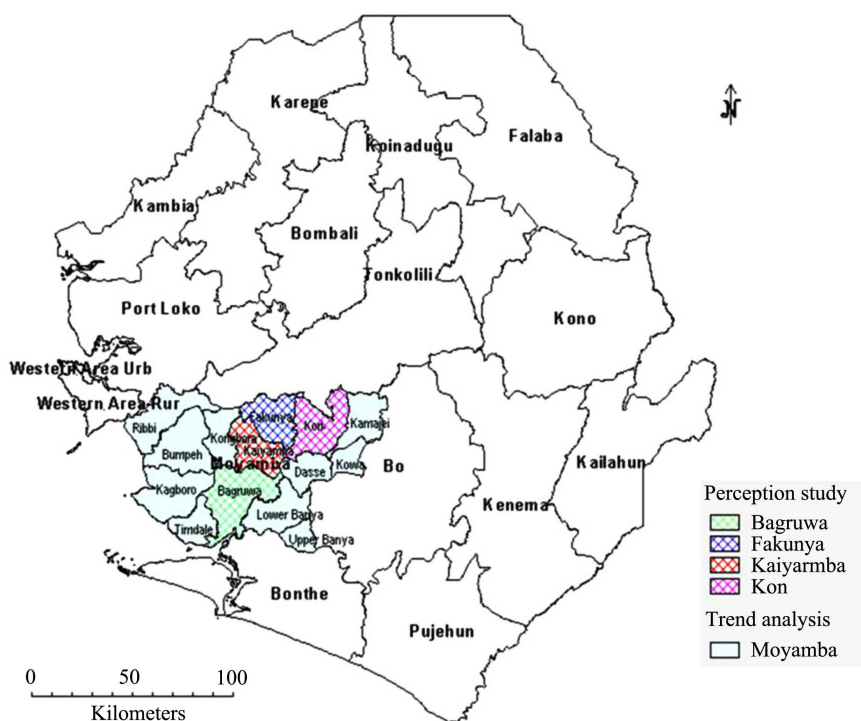 N
Karene
Koinadugu
Falaba
Kambia
Bombali
Tonkolili
Port Loko
Kono
Western Area Urb
Western Area Rur
Ribbi
Fakunya
Kori
Kamajei
Kongbora
Bumpeh
Kaiyamba
Moyamba
Dasse
Kowa
Bo
Kailahun
Kagboro
Bagruwa
Kenema
Timdale
Lower Banya
Upper Banya
Bonthe
Pujehun
Perception study
Bagruwa
Fakunya
Kaiyarmba
Kon
Trend analysis
Moyamba
0 50 100
Kilometers